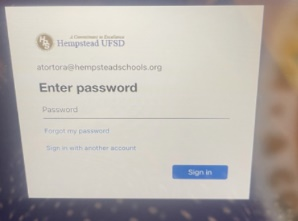 A Commitment to Excellence
Hempstead UFSD
atortora@hempsteadschools.org
Enter password
Password
Forgot my password
Sign in with another account
Sign in